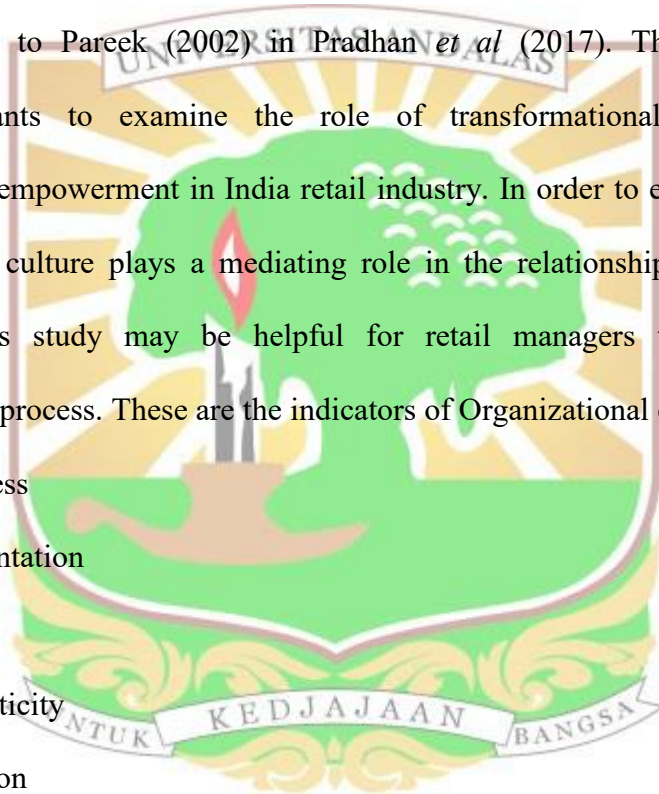 to Pareek (2002) in Pradhan et al (2017). Th
UNIVERSITAS ANDALAS
ants to examine the role of transformational
empowerment in India retail industry. In order to e
culture plays a mediating role in the relationship
s study may be helpful for retail managers
process. These are the indicators of Organizational
ess
ntation
ticity
NTUK KEDJAJAAN BANGSA
on